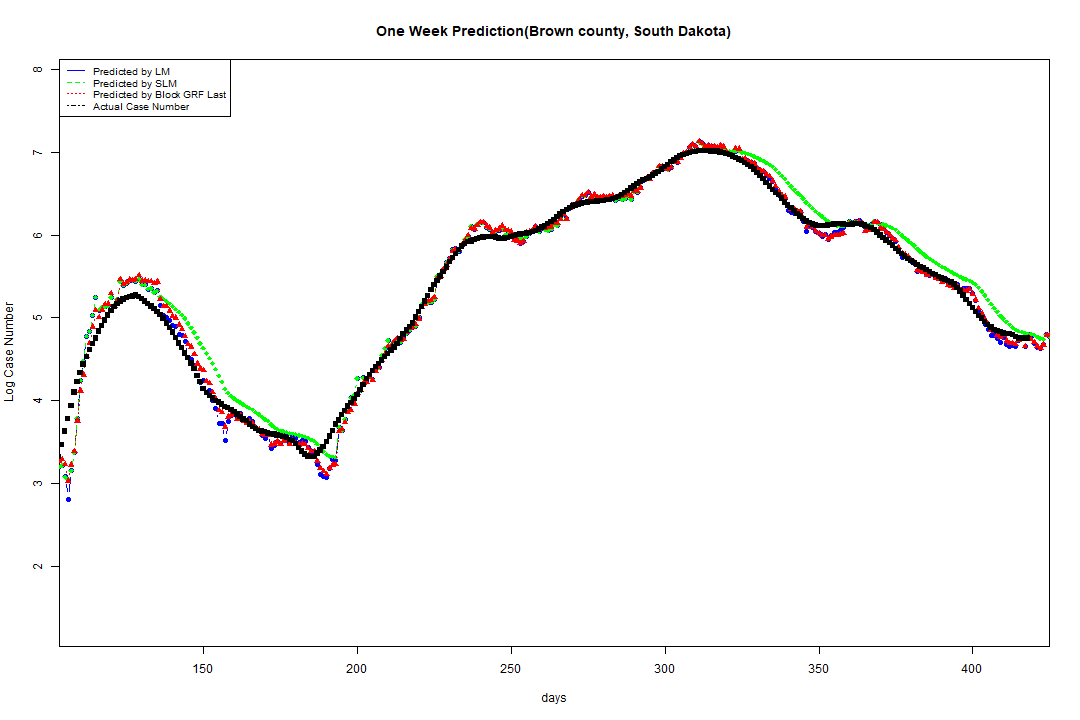 One Week Prediction(Brown county, South Dakota)
Predicted by LM
Predicted by SLM
Predicted by Block GRF Last
Actual Case Number
Log Case Number
8
7
6
5
4
3
2
150 200 250 300 350 400
days